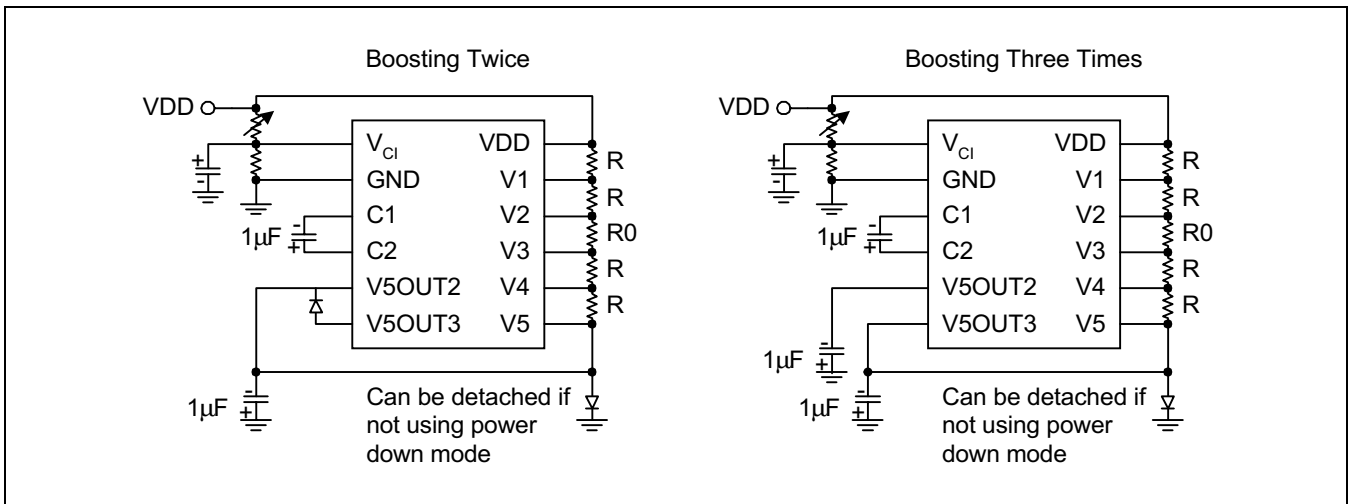 Boosting Twice
VDD
VCI
GND
C1
C2
V5OUT2
V5OUT3
VDD
V1
V2
V3
V4
V5
R
R
R0
R
R
+
-
-
1µF
+
-
1µF
+
Can be detached if
not using power
down mode
Boosting Three Times
VDD
VCI
GND
C1
C2
V5OUT2
V5OUT3
VDD
V1
V2
V3
V4
V5
R
R
R0
R
R
+
-
-
1µF
+
-
1µF
+
-
1µF
+
Can be detached if
not using power
down mode